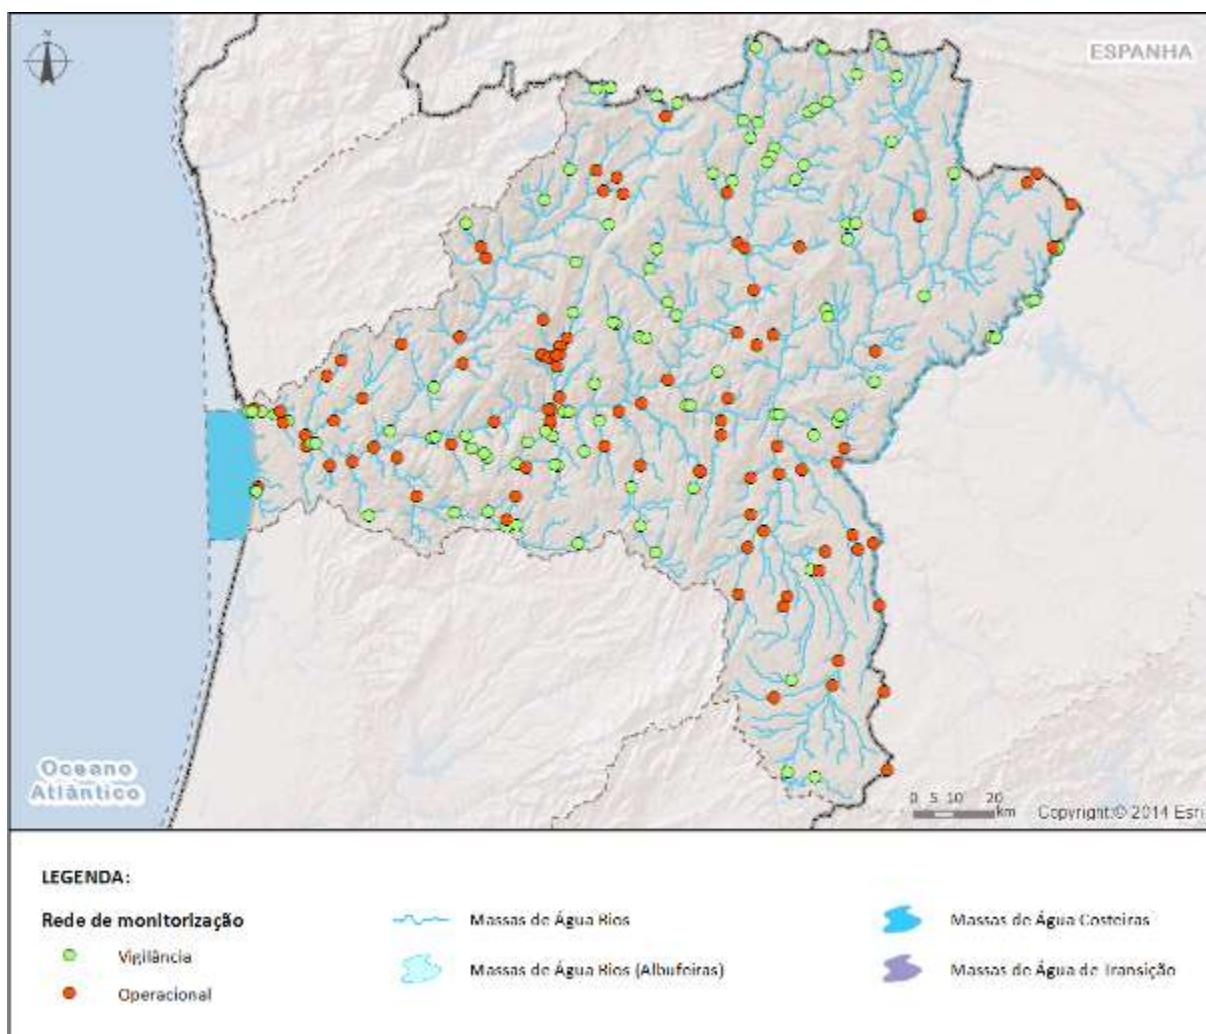 N
ESPANHA
Oceano
Atlântico
0 5 10 20
km
Copyright:© 2014 Esri
LEGENDA:
Rede de monitorização
Vigilância
Operacional
Massas de Água Rios
Massas de Água Rios (Albufeiras)
Massas de Água Costeiras
Massas de Água de Transição